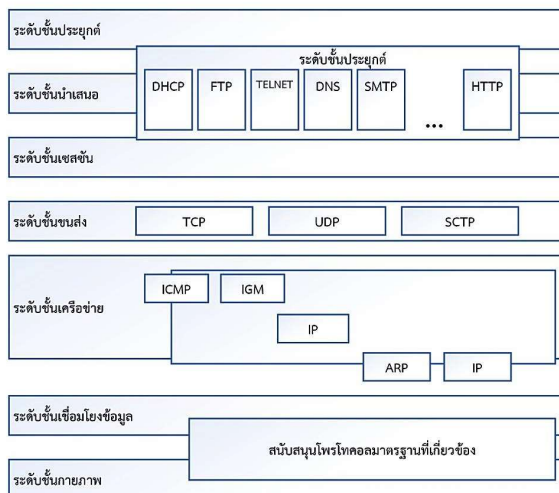 ระดับชั้นประยุกต์
ระดับชั้นประยุกต์
ระดับชั้นนำเสนอ
DHCP FTP TELNET DNS SMTP ... HTTP
ระดับชั้นเซสชัน
ระดับชั้นขนส่ง TCP UDP SCTP
ระดับชั้นเครือข่าย
ICMP IGM
IP
ARP IP
ระดับชั้นเชื่อมโยงข้อมูล
สนับสนุนโพรโทคอลมาตรฐานที่เกี่ยวข้อง
ระดับชั้นกายภาพ